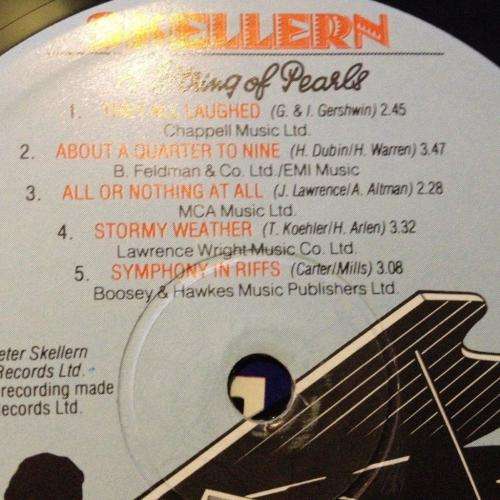 SKELLERN
String of Pearls
1. THEY ALL LAUGHED (G. & I. Gershwin) 2.45
Chappell Music Ltd.
2. ABOUT A QUARTER TO NINE (H. Dubin/H. Warren) 3.47
B. Feldman & Co. Ltd./EMI Music
3. ALL OR NOTHING AT ALL (J. Lawrence/A. Altman) 2.28
MCA Music Ltd.
4. STORMY WEATHER (T. Koehler/H. Arlen) 3.32
Lawrence Wright Music Co. Ltd.
5. SYMPHONY IN RIFFS (Carter/Mills) 3.08
Boosey & Hawkes Music Publishers Ltd.
eter Skellern
Records Ltd.
recording made
ecords Ltd.